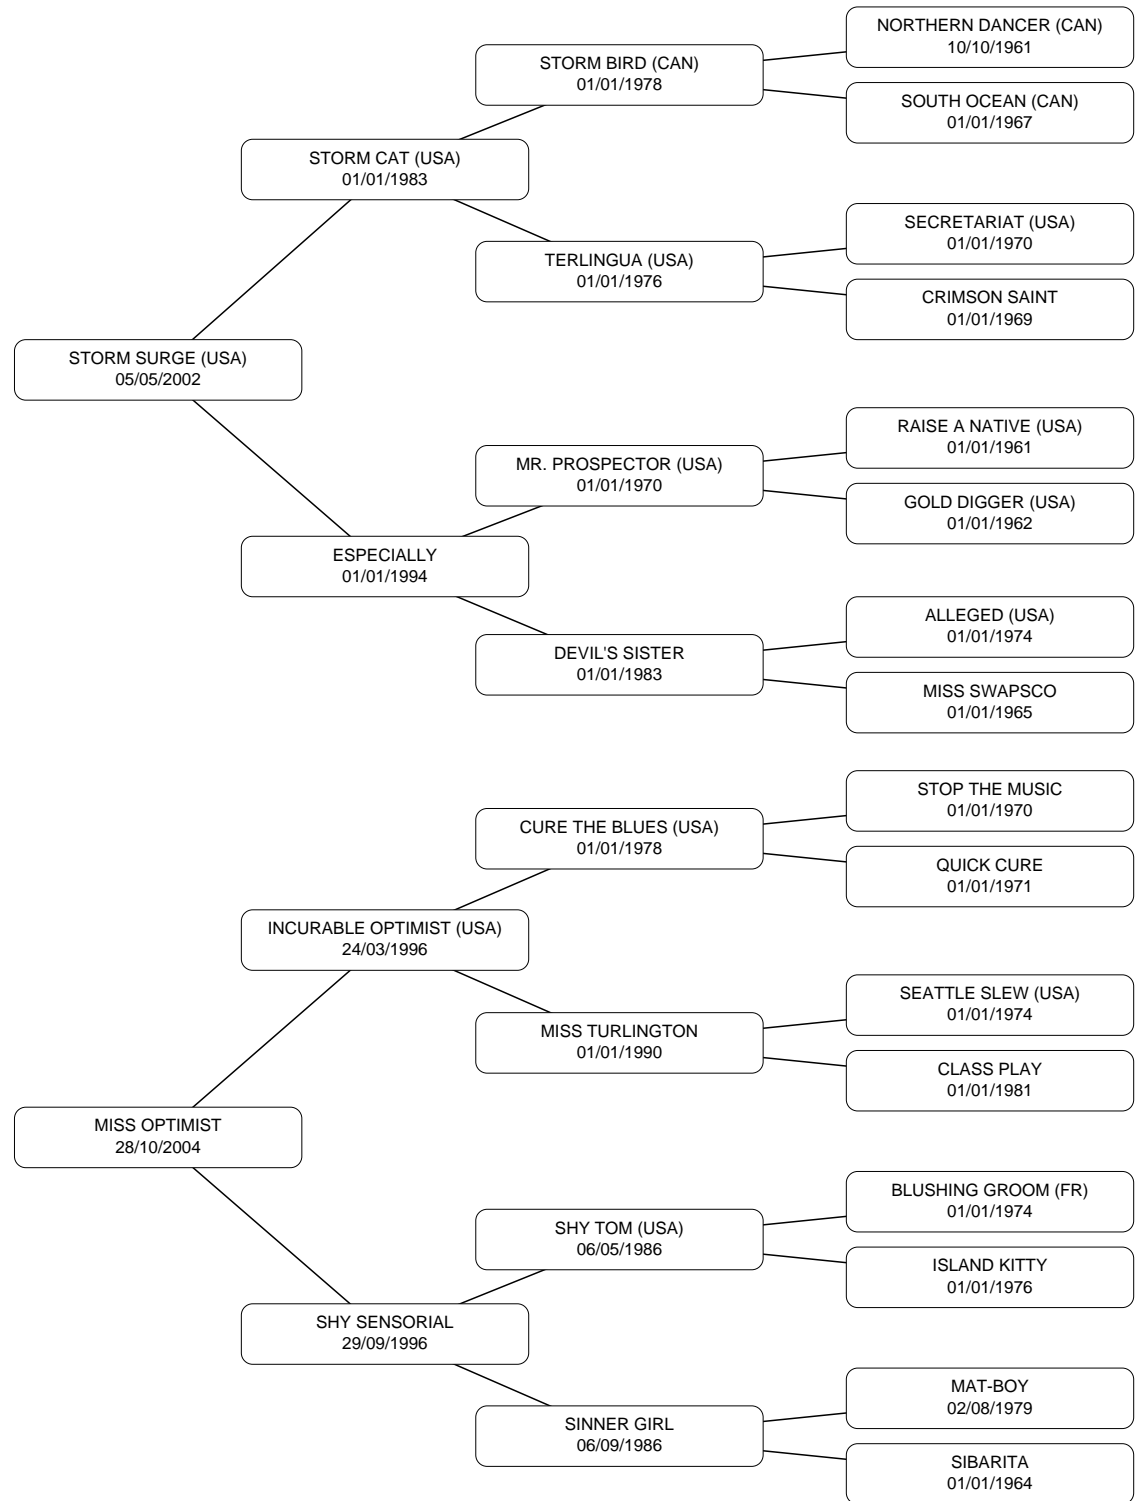 NORTHERN DANCER (CAN)
10/10/1961
STORM BIRD (CAN)
01/01/1978
SOUTH OCEAN (CAN)
01/01/1967
STORM CAT (USA)
01/01/1983
SECRETARIAT (USA)
01/01/1970
TERLINGUA (USA)
01/01/1976
CRIMSON SAINT
01/01/1969
STORM SURGE (USA)
05/05/2002
RAISE A NATIVE (USA)
01/01/1961
MR. PROSPECTOR (USA)
01/01/1970
GOLD DIGGER (USA)
01/01/1962
ESPECIALLY
01/01/1994
ALLEGED (USA)
01/01/1974
DEVIL'S SISTER
01/01/1983
MISS SWAPSCO
01/01/1965
STOP THE MUSIC
01/01/1970
CURE THE BLUES (USA)
01/01/1978
QUICK CURE
01/01/1971
INCURABLE OPTIMIST (USA)
24/03/1996
SEATTLE SLEW (USA)
01/01/1974
MISS TURLINGTON
01/01/1990
CLASS PLAY
01/01/1981
MISS OPTIMIST
28/10/2004
BLUSHING GROOM (FR)
01/01/1974
SHY TOM (USA)
06/05/1986
ISLAND KITTY
01/01/1976
SHY SENSORIAL
29/09/1996
MAT-BOY
02/08/1979
SINNER GIRL
06/09/1986
SIBARITA
01/01/1964